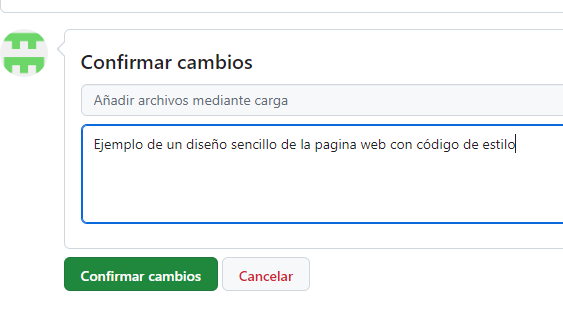 Confirmar cambios
Añadir archivos mediante carga
Ejemplo de un diseño sencillo de la pagina web con código de estilo
Confirmar cambios
Cancelar